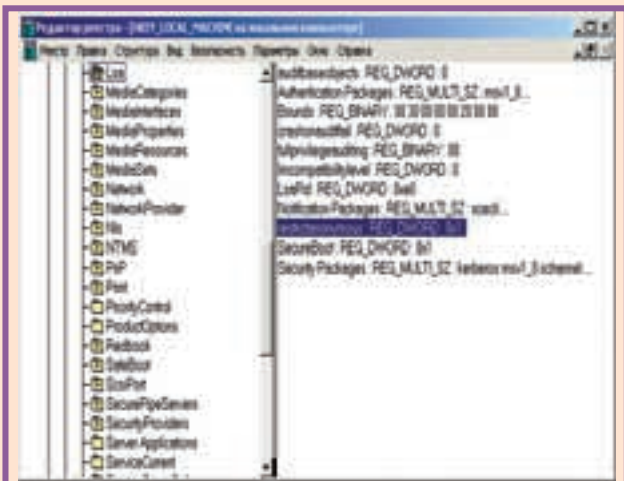 Редактор реестра - [HKEY_LOCAL_MACHINE на локальном компьютере]
Реестр Правка Структура Вид Безопасность Параметры Окно Справка
Lsa
MediaCategories
MediaInterfaces
MediaProperties
MediaResources
MediaSets
Network
NetworkProvider
Nls
NTMS
PnP
Print
PriorityControl
ProductOptions
Redbook
SafeBoot
ScsiPort
SecurePipeServers
SecurityProviders
Server Applications
ServiceCurrent
auditbaseobjects: REG_DWORD: 0
Authentication Packages: REG_MULTI_SZ: msv1_0...
Bounds: REG_BINARY:
crashonauditfail: REG_DWORD: 0
fullprivilegeauditing: REG_BINARY: 00
lmcompatibilitylevel: REG_DWORD: 0
LsaPid: REG_DWORD:
Notification Packages: REG_MULTI_SZ: scecli...
restrictanonymous: REG_DWORD:
SecureBoot: REG_DWORD: 0x1
Security Packages: REG_MULTI_SZ: kerberos msv1_0 schannel...